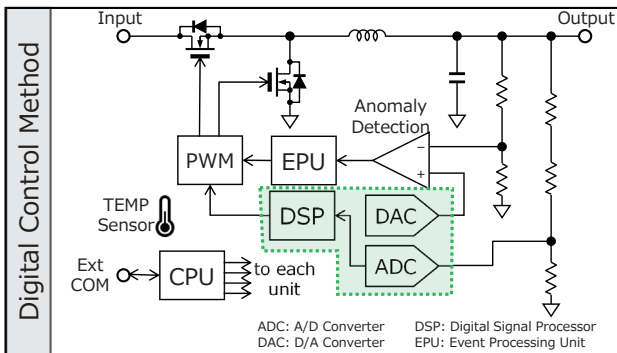 Digital Control Method
Input
Output
Anomaly
Detection
−
+
PWM
EPU
TEMP
Sensor
DSP
DAC
ADC
Ext
COM
CPU
to each
unit
ADC: A/D Converter
DSP: Digital Signal Processor
DAC: D/A Converter
EPU: Event Processing Unit